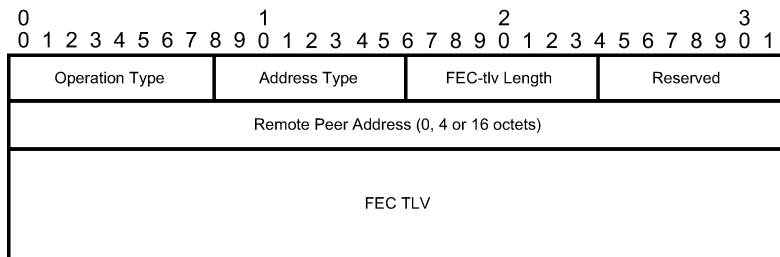 0 1 2 3
0 1 2 3 4 5 6 7 8 9 0 1 2 3 4 5 6 7 8 9 0 1 2 3 4 5 6 7 8 9 0 1
Operation Type Address Type FEC-tlv Length Reserved
Remote Peer Address (0, 4 or 16 octets)
FEC TLV